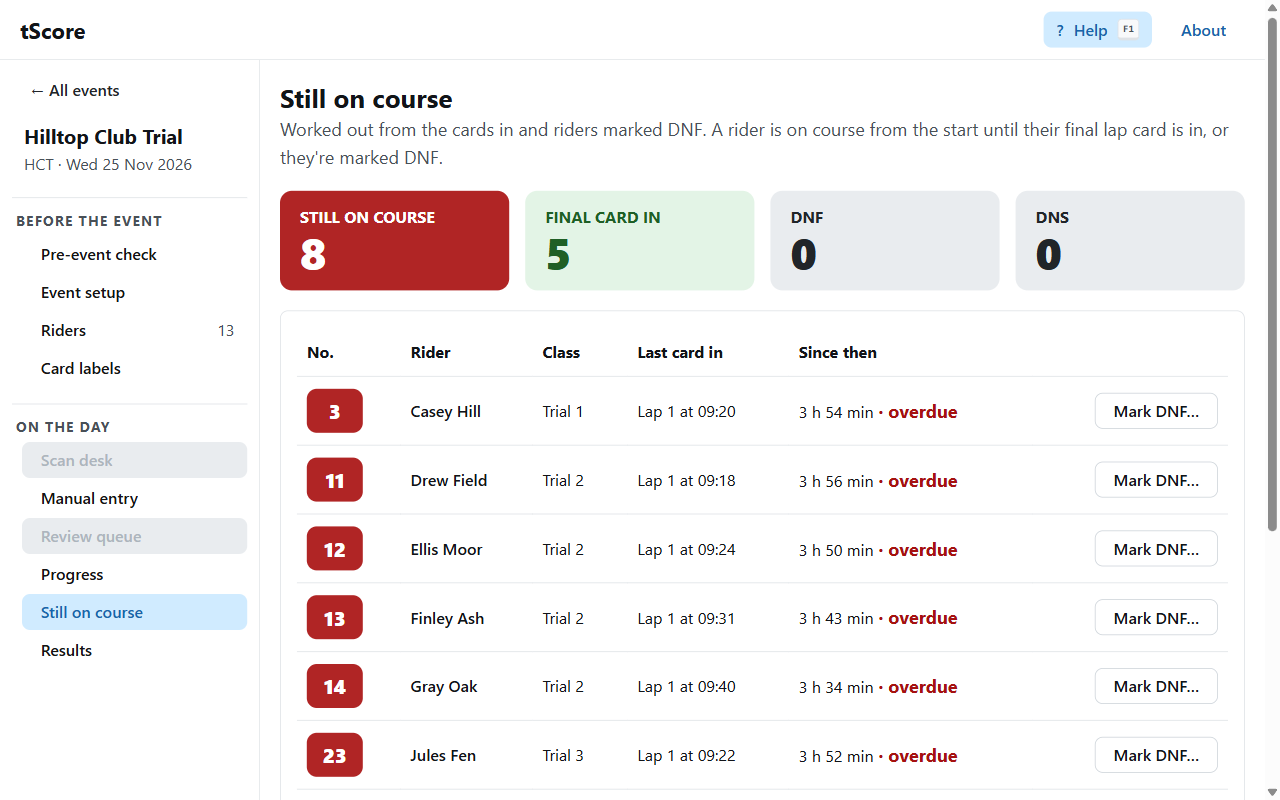 tScore
? Help F1
About
← All events
Hilltop Club Trial
HCT · Wed 25 Nov 2026
BEFORE THE EVENT
Pre-event check
Event setup
Riders 13
Card labels
ON THE DAY
Scan desk
Manual entry
Review queue
Progress
Still on course
Results
Still on course
Worked out from the cards in and riders marked DNF. A rider is on course from the start until their final lap card is in, or
they're marked DNF.
STILL ON COURSE
8
FINAL CARD IN
5
DNF
0
DNS
0
No. Rider Class Last card in Since then
3 Casey Hill Trial 1 Lap 1 at 09:20 3 h 54 min · overdue Mark DNF...
11 Drew Field Trial 2 Lap 1 at 09:18 3 h 56 min · overdue Mark DNF...
12 Ellis Moor Trial 2 Lap 1 at 09:24 3 h 50 min · overdue Mark DNF...
13 Finley Ash Trial 2 Lap 1 at 09:31 3 h 43 min · overdue Mark DNF...
14 Gray Oak Trial 2 Lap 1 at 09:40 3 h 34 min · overdue Mark DNF...
23 Jules Fen Trial 3 Lap 1 at 09:22 3 h 52 min · overdue Mark DNF...